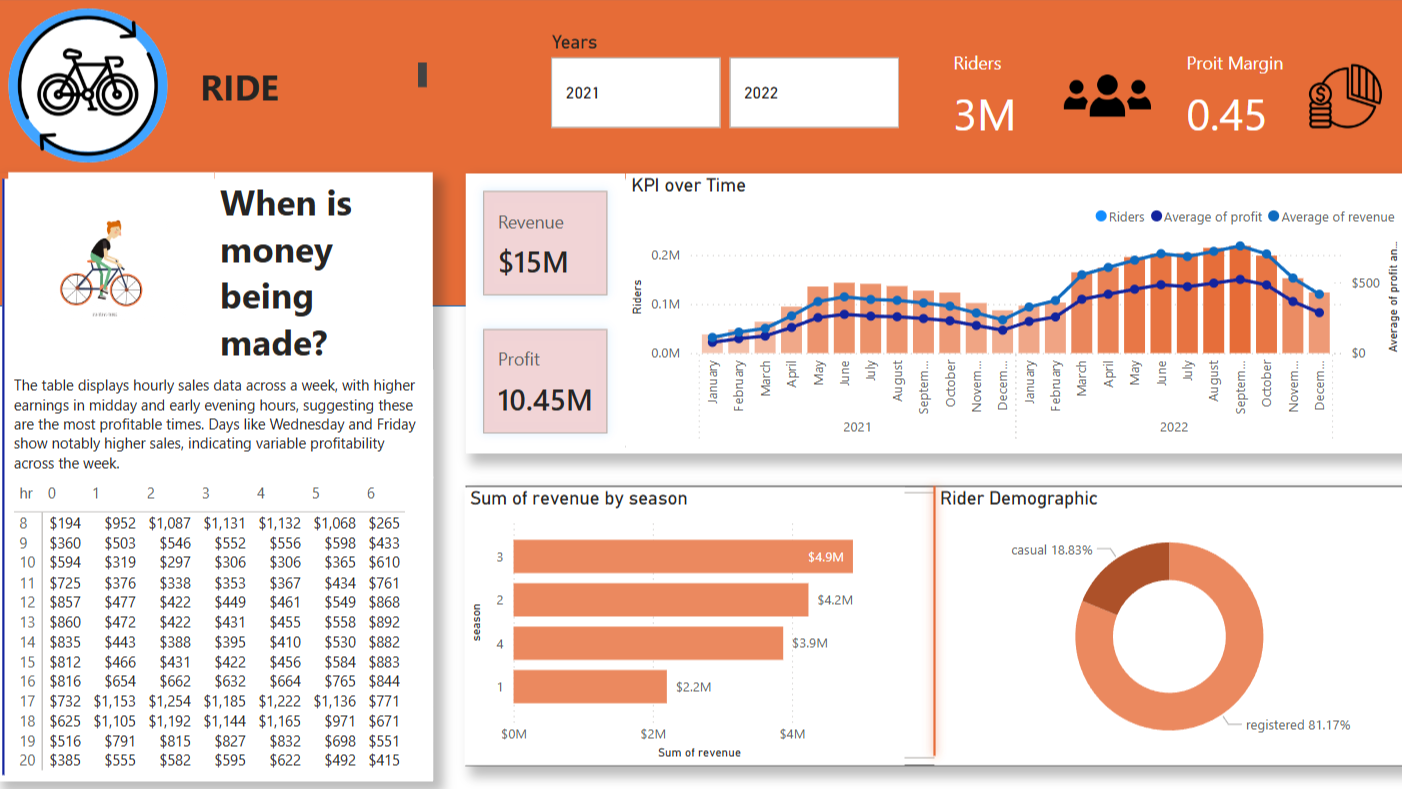 RIDE
Years
2021
2022
Riders
3M
Proit Margin
0.45
When is
money
being
made?
The table displays hourly sales data across a week, with higher
earnings in midday and early evening hours, suggesting these
are the most profitable times. Days like Wednesday and Friday
show notably higher sales, indicating variable profitability
across the week.
hr 0 1 2 3 4 5 6
8 $194 $952 $1,087 $1,131 $1,132 $1,068 $265
9 $360 $503 $546 $552 $556 $598 $433
10 $594 $319 $297 $306 $306 $365 $610
11 $725 $376 $338 $353 $367 $434 $761
12 $857 $477 $422 $449 $461 $549 $868
13 $860 $472 $422 $431 $455 $558 $892
14 $835 $443 $388 $395 $410 $530 $882
15 $812 $466 $431 $422 $456 $584 $883
16 $816 $654 $662 $632 $664 $765 $844
17 $732 $1,153 $1,254 $1,185 $1,222 $1,136 $771
18 $625 $1,105 $1,192 $1,144 $1,165 $971 $671
19 $516 $791 $815 $827 $832 $698 $551
20 $385 $555 $582 $595 $622 $492 $415
Revenue
$15M
Profit
10.45M
KPI over Time
Riders Average of profit Average of revenue
Riders
0.2M
0.1M
0.0M
$500
$0
Average of profit an...
January February March April May June July August Septem... October Novem... Decem... January February March April May June July August Septem... October Novem... Decem...
2021 2022
Sum of revenue by season
season
3 $4.9M
2 $4.2M
4 $3.9M
1 $2.2M
$0M $2M $4M
Sum of revenue
Rider Demographic
casual 18.83%
registered 81.17%